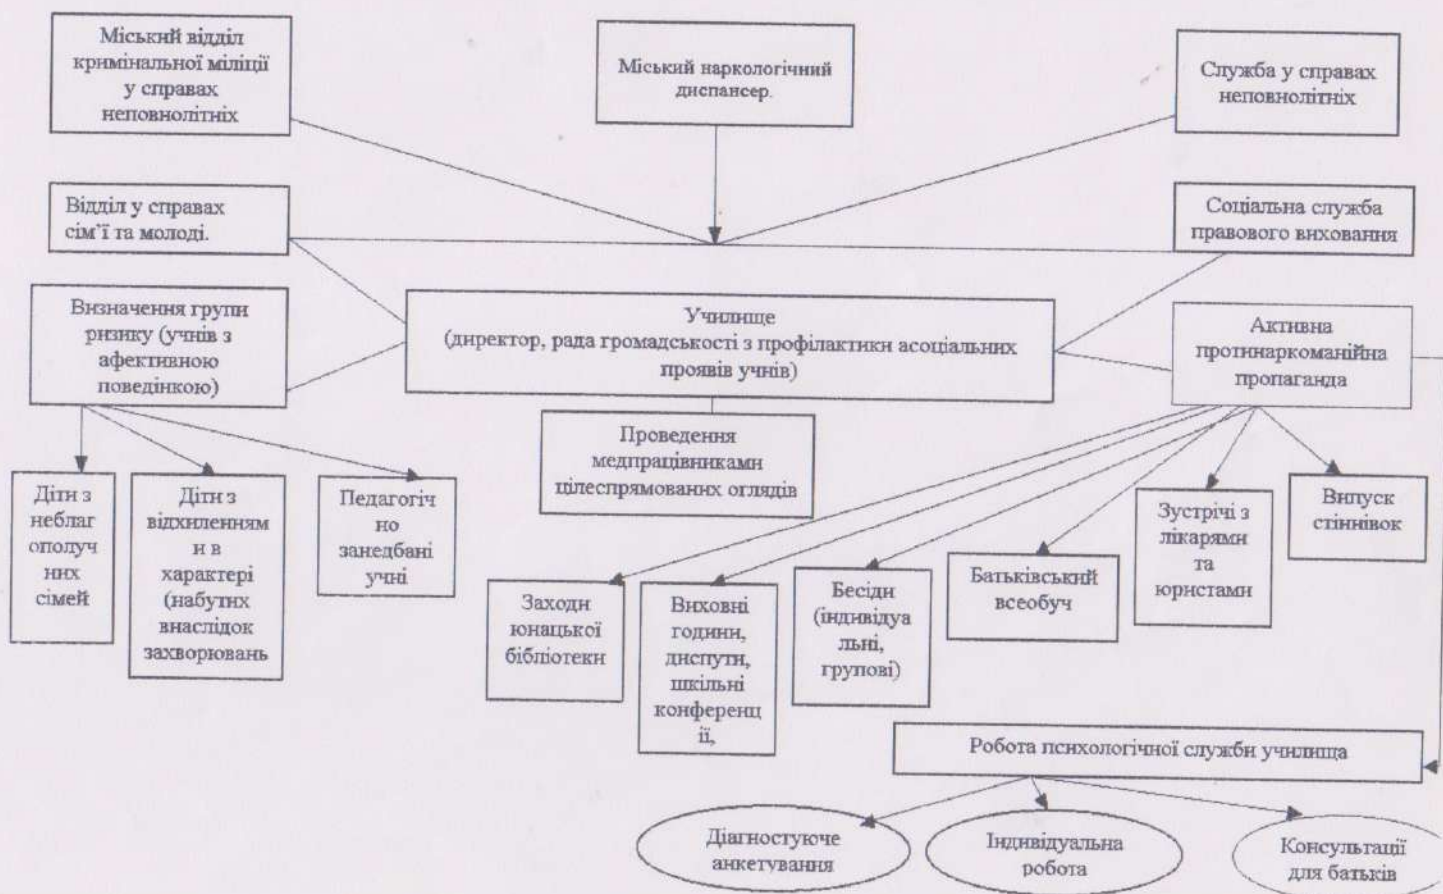 Міський відділ
кримінальної міліції
у справах
неповнолітніх
Міський наркологічний
диспансер.
Служба у справах
неповнолітніх
Відділ у справах
сім’ї та молоді.
Соціальна служба
правового виховання
Визначення групи
ризику (учнів з
афективною
поведінкою)
Училище
(директор, рада громадськості з профілактики асоціальних
проявів учнів)
Активна
протинаркоманійна
пропаганда
Проведення
медпрацівниками
цілеспрямованих оглядів
Діти з
неблаг
ополуч
них
сімей
Діти з
відхиленням
и в
характері
(набутих
внаслідок
захворювань
Педагогіч
но
занедбані
учні
Заходи
юнацької
бібліотеки
Виховні
години,
диспути,
шкільні
конференц
ії,
Бесіди
(індивідуа
льні,
групові)
Батьківський
всеобуч
Зустрічі з
лікарями
та
юристами
Випуск
стіннівок
Робота психологічної служби училища
Діагностуюче
анкетування
Індивідуальна
робота
Консультації
для батьків